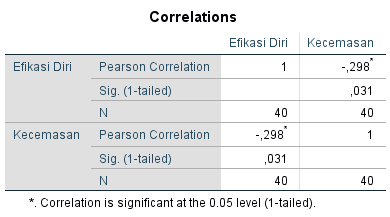 Correlations
Efikasi Diri Kecemasan
Efikasi Diri Pearson Correlation 1 -,298*
Sig. (1-tailed) ,031
N 40 40
Kecemasan Pearson Correlation -,298* 1
Sig. (1-tailed) ,031
N 40 40
*. Correlation is significant at the 0.05 level (1-tailed).